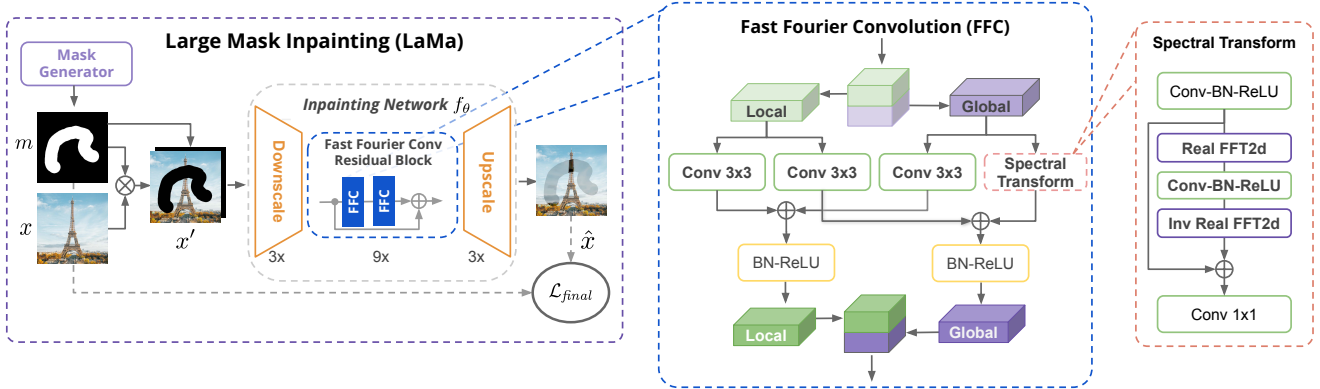 Large Mask Inpainting (LaMa)
Mask
Generator
m
x
x′
Inpainting Network fθ
Downscale
3x
Fast Fourier Conv
Residual Block
FFC
FFC
9x
Upscale
3x
x̂
ℒfinal
Fast Fourier Convolution (FFC)
Local
Global
Conv 3x3
Conv 3x3
Conv 3x3
Spectral
Transform
BN-ReLU
BN-ReLU
Local
Global
Spectral Transform
Conv-BN-ReLU
Real FFT2d
Conv-BN-ReLU
Inv Real FFT2d
Conv 1x1